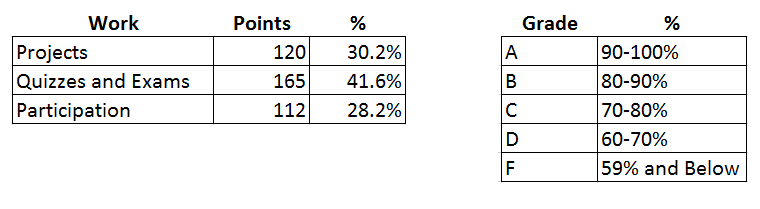 Work Points %
Projects 120 30.2%
Quizzes and Exams 165 41.6%
Participation 112 28.2%
Grade %
A 90-100%
B 80-90%
C 70-80%
D 60-70%
F 59% and Below